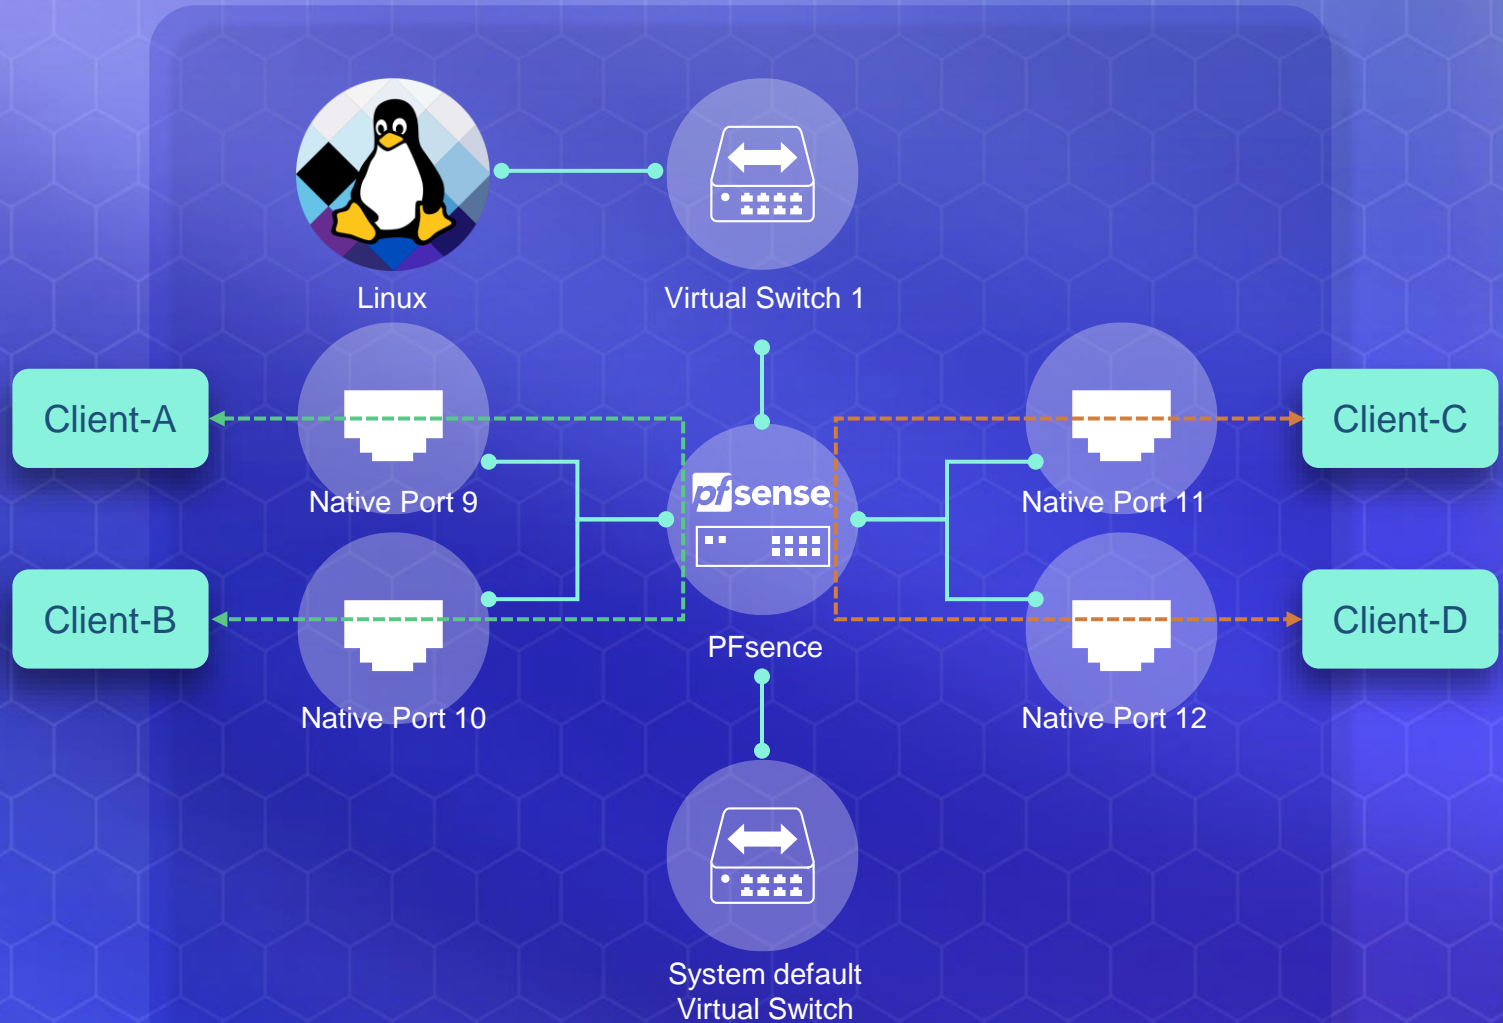 Linux
Virtual Switch 1
Client-A
Native Port 9
pfsense
Native Port 11
Client-C
Client-B
Native Port 10
PFsence
Native Port 12
Client-D
System default
Virtual Switch